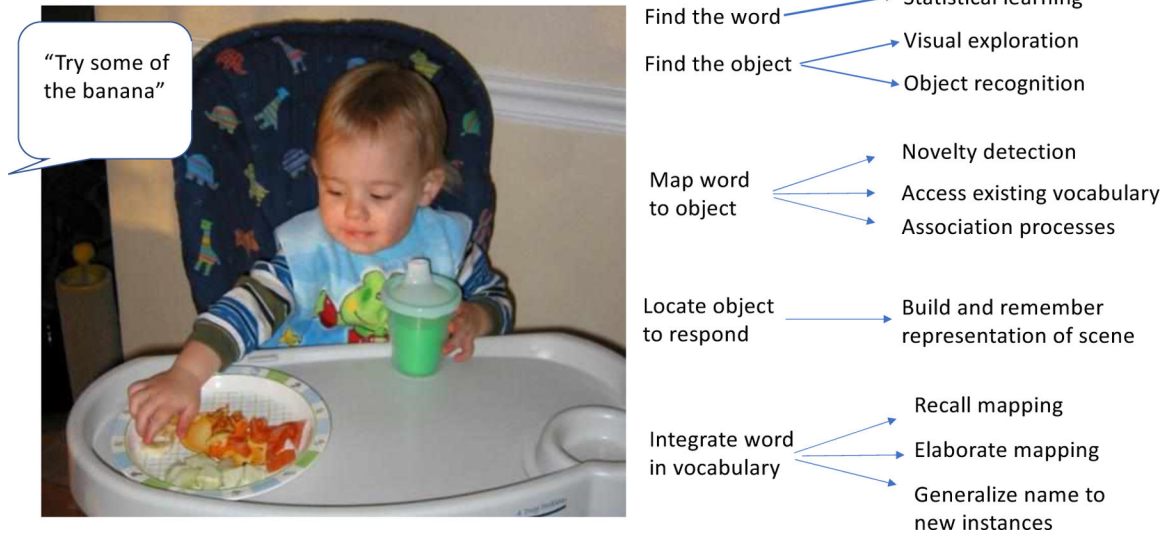 “Try some of
the banana”
Find the word
Statistical learning
Find the object
Visual exploration
Object recognition
Map word
to object
Novelty detection
Access existing vocabulary
Association processes
Locate object
to respond
Build and remember
representation of scene
Integrate word
in vocabulary
Recall mapping
Elaborate mapping
Generalize name to
new instances